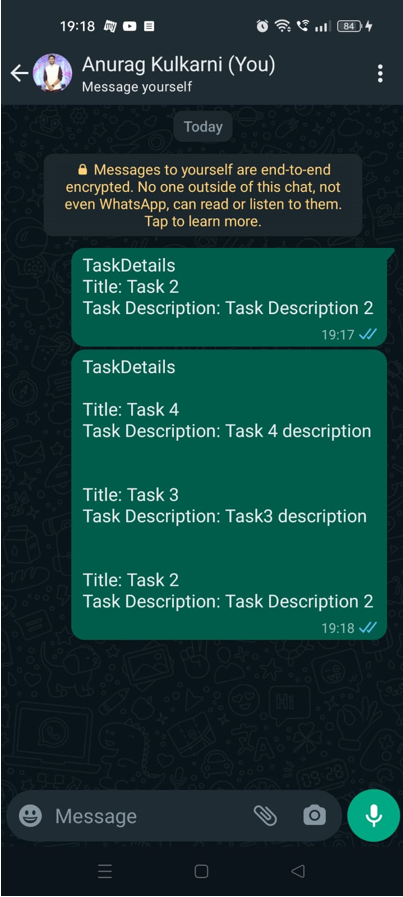 19:18
84
Anurag Kulkarni (You)
Message yourself
Today
Messages to yourself are end-to-end
encrypted. No one outside of this chat, not
even WhatsApp, can read or listen to them.
Tap to learn more.
TaskDetails
Title: Task 2
Task Description: Task Description 2
19:17
TaskDetails
Title: Task 4
Task Description: Task 4 description
Title: Task 3
Task Description: Task3 description
Title: Task 2
Task Description: Task Description 2
19:18
Message